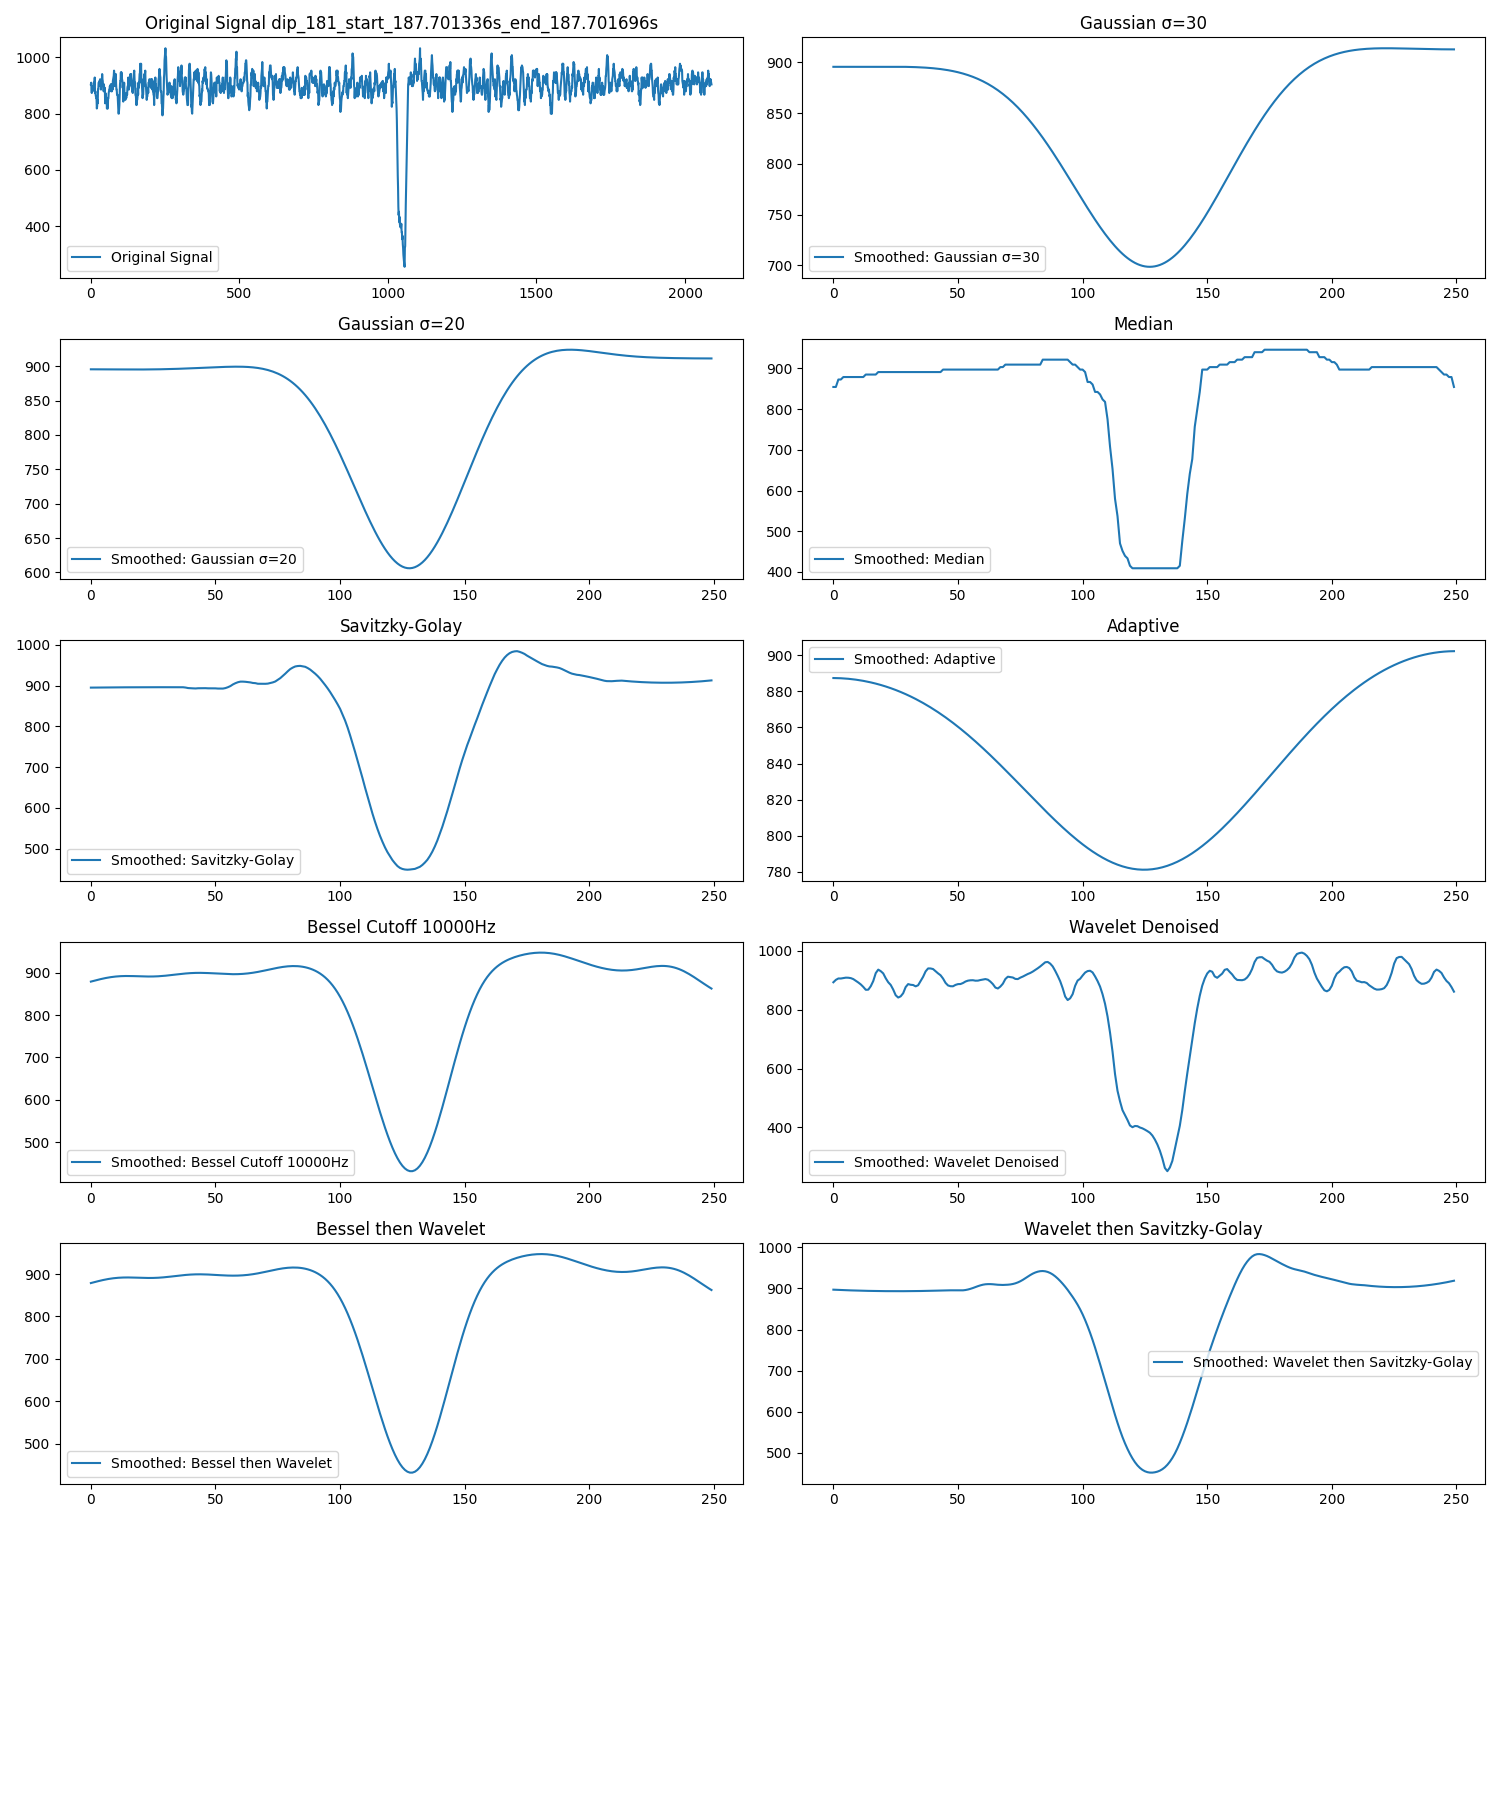 Original Signal dip_181_start_187.701336s_end_187.701696s
1000
800
600
400
Original Signal
0 500 1000 1500 2000
Gaussian σ=30
900
850
800
750
700
Smoothed: Gaussian σ=30
0 50 100 150 200 250
Gaussian σ=20
900
850
800
750
700
650
600
Smoothed: Gaussian σ=20
0 50 100 150 200 250
Median
900
800
700
600
500
400
Smoothed: Median
0 50 100 150 200 250
Savitzky-Golay
1000
900
800
700
600
500
Smoothed: Savitzky-Golay
0 50 100 150 200 250
Adaptive
Smoothed: Adaptive
900
880
860
840
820
800
780
0 50 100 150 200 250
Bessel Cutoff 10000Hz
900
800
700
600
500
Smoothed: Bessel Cutoff 10000Hz
0 50 100 150 200 250
Wavelet Denoised
1000
800
600
400
Smoothed: Wavelet Denoised
0 50 100 150 200 250
Bessel then Wavelet
900
800
700
600
500
Smoothed: Bessel then Wavelet
0 50 100 150 200 250
Wavelet then Savitzky-Golay
1000
900
800
700
600
500
Smoothed: Wavelet then Savitzky-Golay
0 50 100 150 200 250